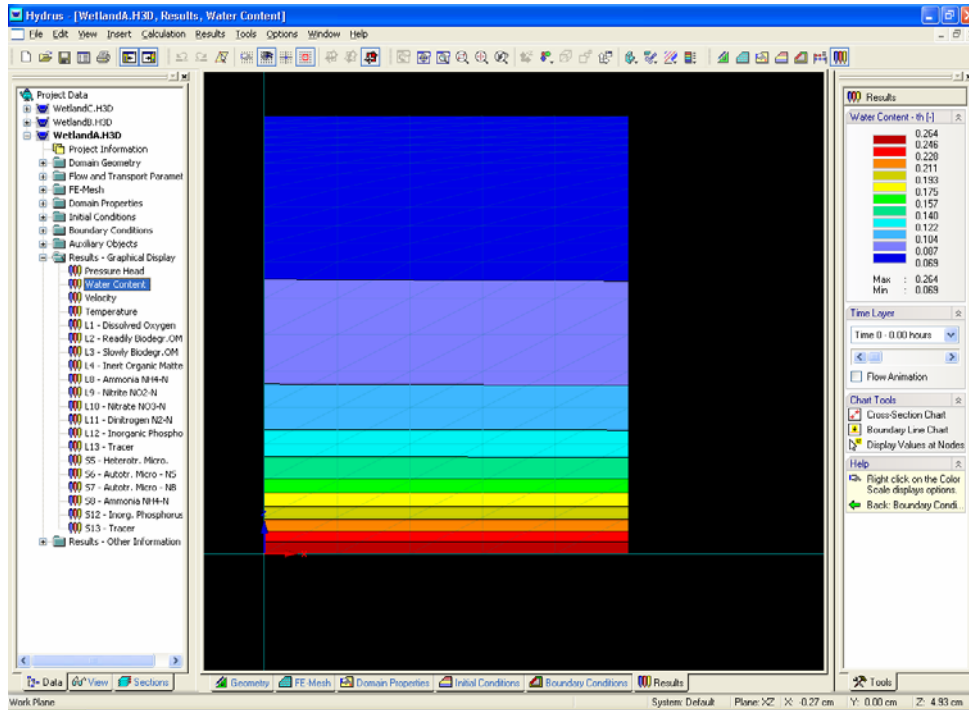 Hydrus - [WetlandA.H3D, Results, Water Content]
File Edit View Insert Calculation Results Tools Options Window Help
Project Data
WetlandC.H3D
WetlandB.H3D
WetlandA.H3D
Project Information
Domain Geometry
Flow and Transport Paramet
FE-Mesh
Domain Properties
Initial Conditions
Boundary Conditions
Auxiliary Objects
Results - Graphical Display
Pressure Head
Water Content
Velocity
Temperature
L1 - Dissolved Oxygen
L2 - Readily Biodegr.OM
L3 - Slowly Biodegr.OM
L4 - Inert Organic Matte
L8 - Ammonia NH4-N
L9 - Nitrite NO2-N
L10 - Nitrate NO3-N
L11 - Dinitrogen N2-N
L12 - Inorganic Phospho
L13 - Tracer
S5 - Heterotr. Micro.
S6 - Autotr. Micro - NS
S7 - Autotr. Micro - NB
S8 - Ammonia NH4-N
S12 - Inorg. Phosphorus
S13 - Tracer
Results - Other Information
Data View Sections
Z
X
Geometry FE-Mesh Domain Properties Initial Conditions Boundary Conditions Results
Results
Water Content - th [-]
0.264
0.246
0.228
0.211
0.193
0.175
0.157
0.140
0.122
0.104
0.087
0.069
Max : 0.264
Min : 0.069
Time Layer
Time 0 - 0.00 hours
Flow Animation
Chart Tools
Cross-Section Chart
Boundary Line Chart
Display Values at Nodes
Help
Right click on the Color
Scale displays options.
Back: Boundary Condi...
Tools
Work Plane System: Default Plane: XZ X: -0.27 cm Y: 0.00 cm Z: 4.93 cm